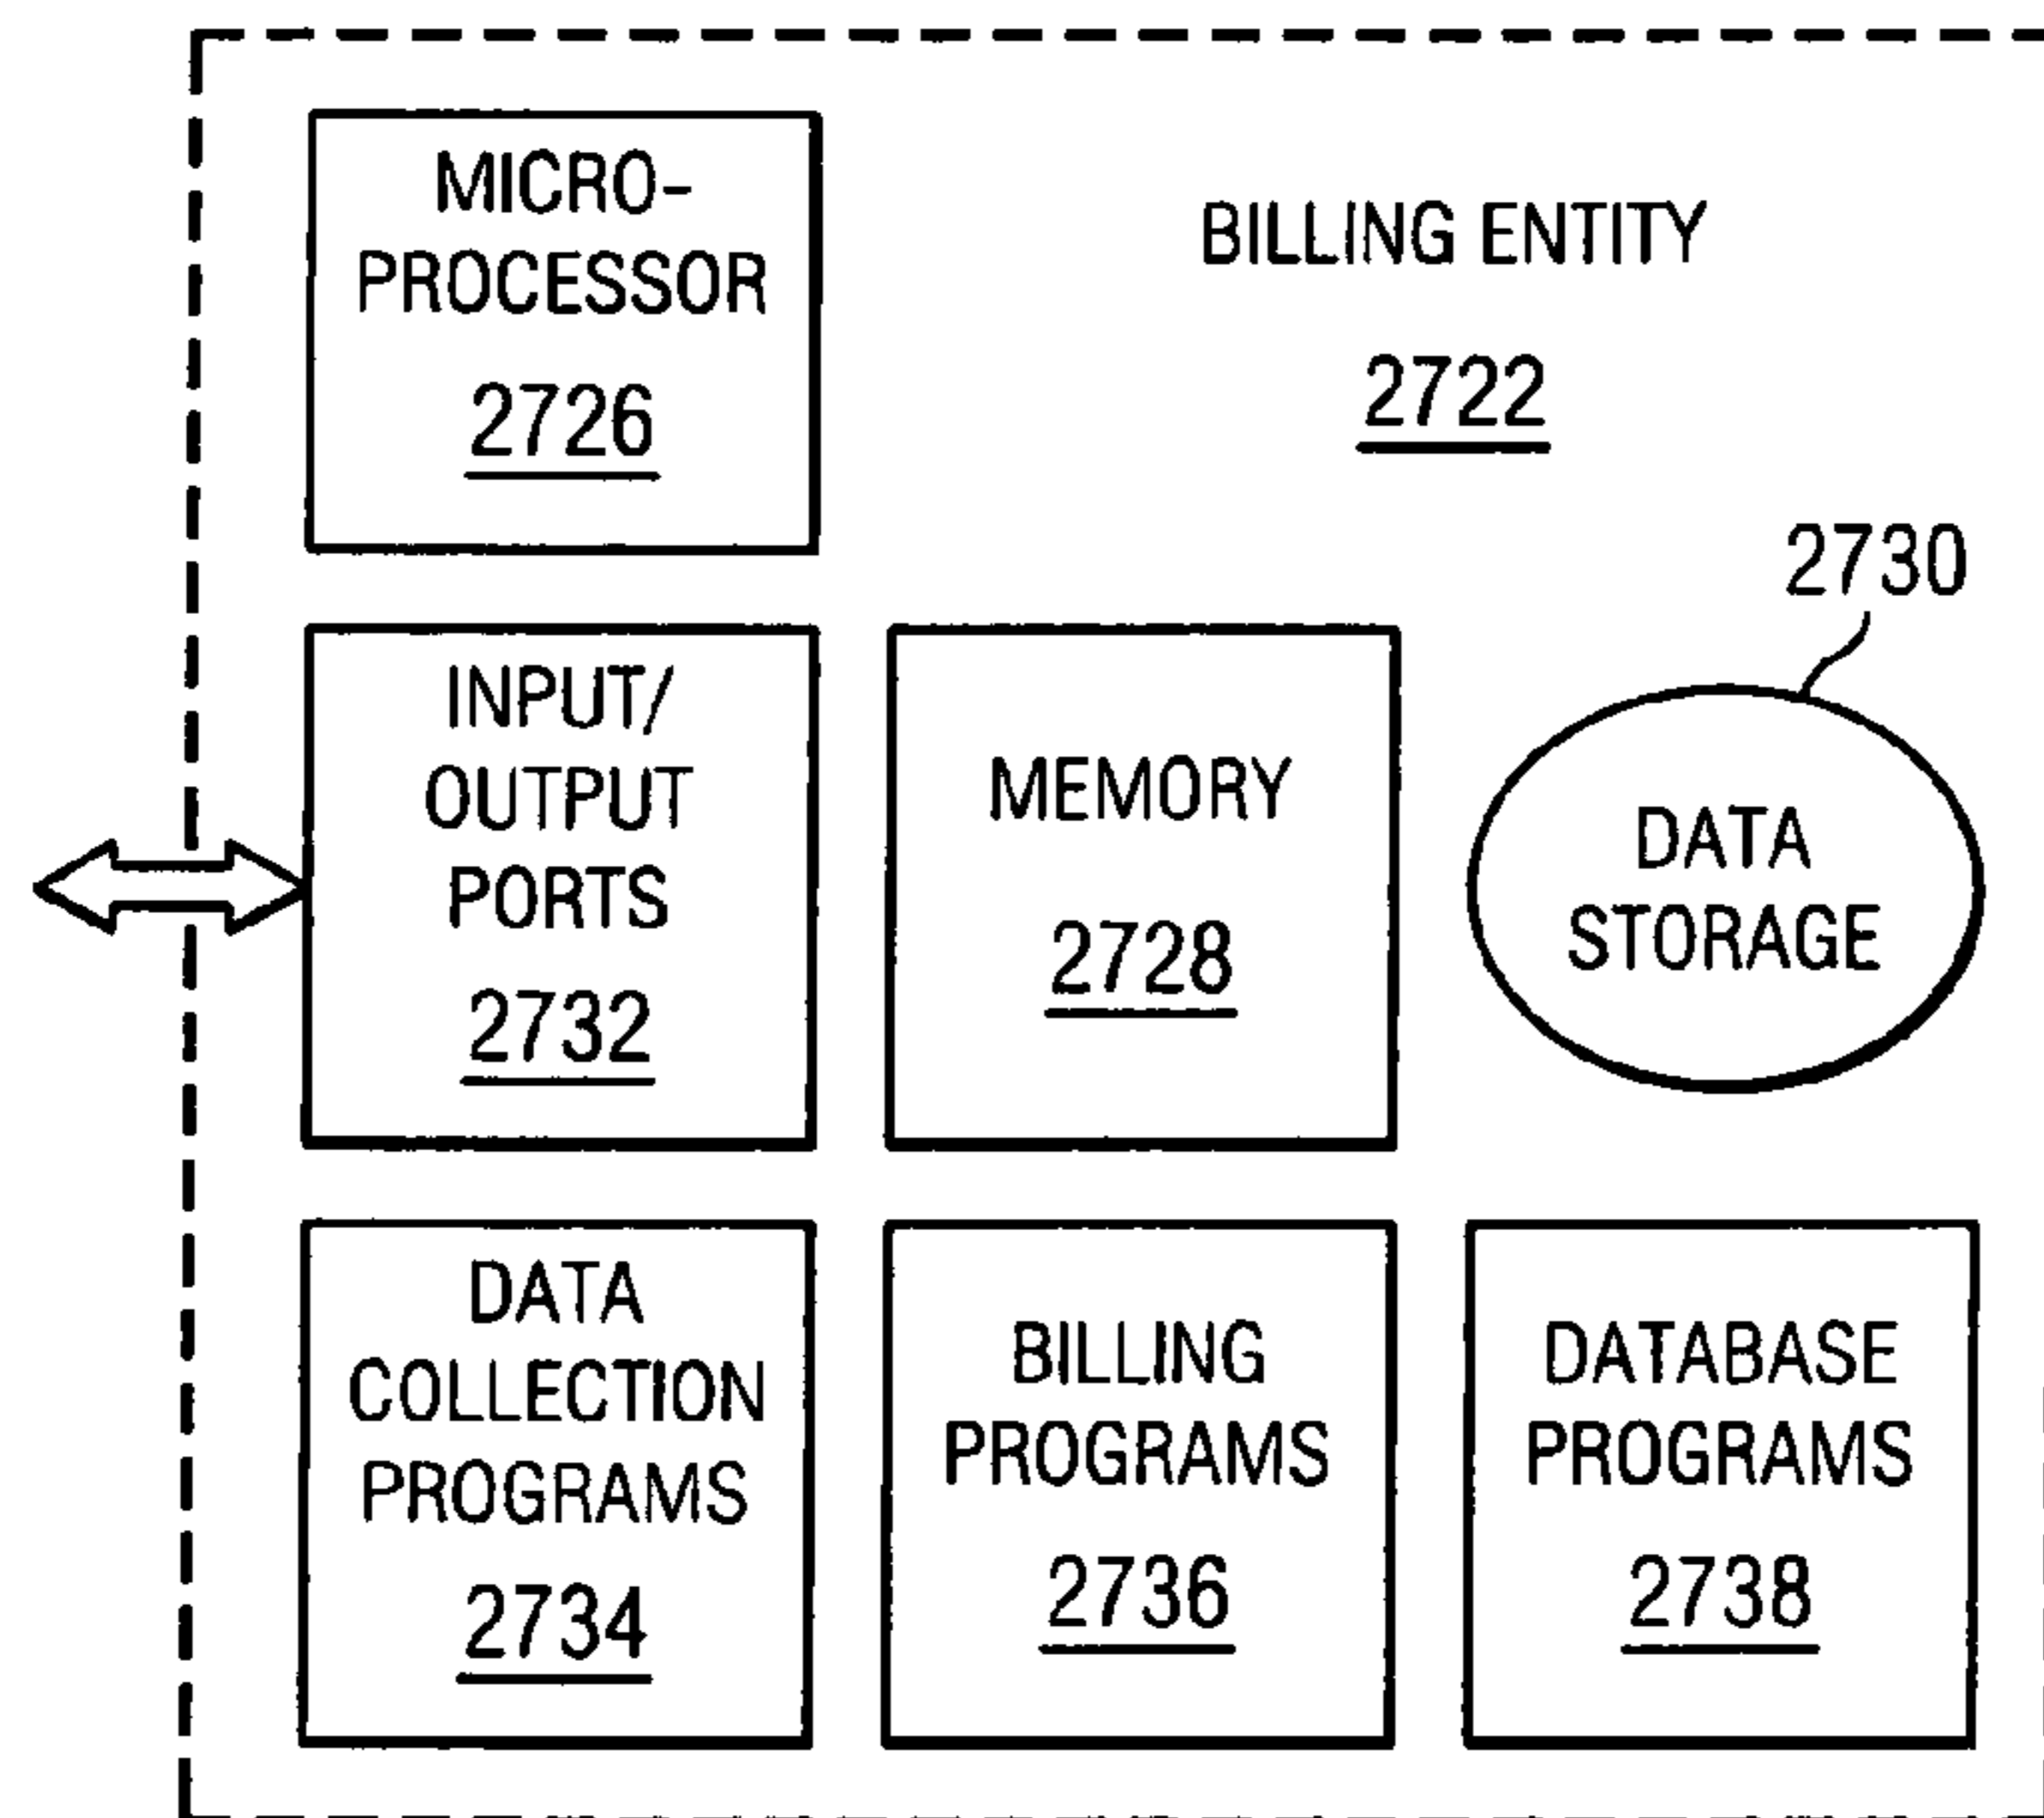 MICRO-
PROCESSOR
2726
BILLING ENTITY
2722
INPUT/
OUTPUT
PORTS
2732
MEMORY
2728
2730
DATA
STORAGE
DATA
COLLECTION
PROGRAMS
2734
BILLING
PROGRAMS
2736
DATABASE
PROGRAMS
2738